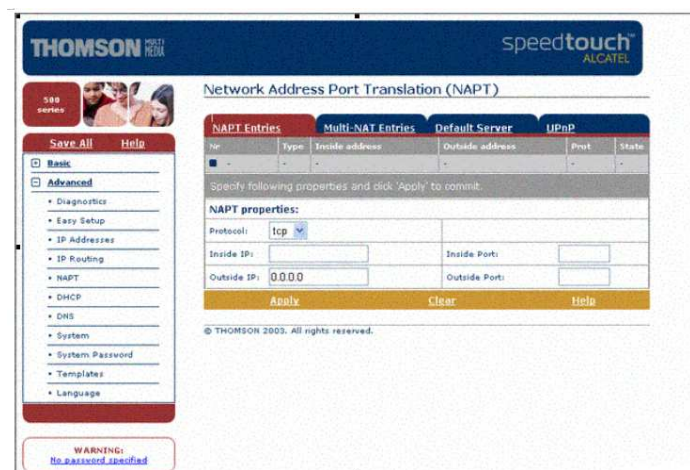 THOMSON MULTI MEDIA
speedtouch™
ALCATEL
500 series
Save All Help
Basic
Advanced
• Diagnostics
• Easy Setup
• IP Addresses
• IP Routing
• NAPT
• DHCP
• DNS
• System
• System Password
• Templates
• Language
WARNING:
No password specified
Network Address Port Translation (NAPT)
NAPT Entries Multi-NAT Entries Default Server UPnP
Nr Type Inside address Outside address Prot State
- - - - - -
Specify following properties and click 'Apply' to commit.
NAPT properties:
Protocol: tcp
Inside IP: Inside Port:
Outside IP: 0.0.0.0 Outside Port:
Apply Clear Help
© THOMSON 2003. All rights reserved.